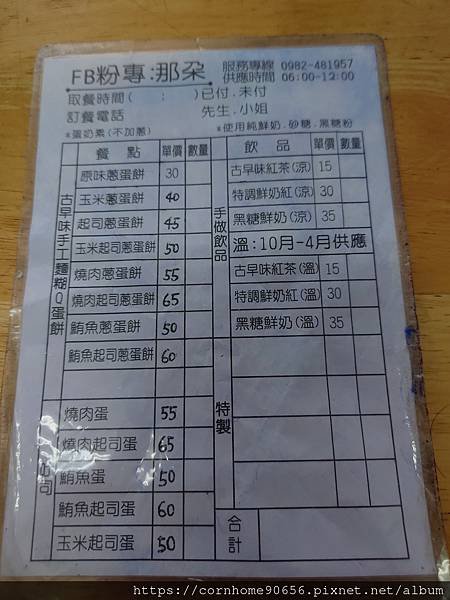 FB粉專:那朶
服務專線 0982-481957
供應時間 06:00-12:00
取餐時間( : )已付.未付
訂餐電話 先生.小姐
*蛋奶素(不加蔥) *使用純鮮奶.砂糖.黑糖粉
餐點 單價 數量
古早味手工麵糊Q蛋餅
原味蔥蛋餅 30
玉米蔥蛋餅 40
起司蔥蛋餅 45
玉米起司蔥蛋餅 50
燒肉蔥蛋餅 55
燒肉起司蔥蛋餅 65
鮪魚蔥蛋餅 50
鮪魚起司蔥蛋餅 60
司
燒肉蛋 55
燒肉起司蛋 65
鮪魚蛋 50
鮪魚起司蛋 60
玉米起司蛋 50
飲品 單價 數量
手做飲品
古早味紅茶(涼) 15
特調鮮奶紅(涼) 30
黑糖鮮奶(涼) 35
溫:10月-4月供應
古早味紅茶(溫) 15
特調鮮奶紅(溫) 30
黑糖鮮奶(溫) 35
特製
合計
https://cornhome90656.pixnet.net/album